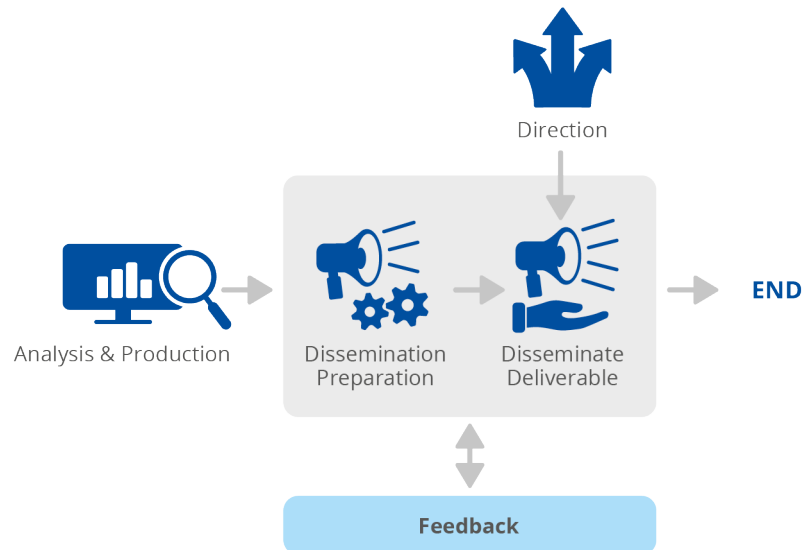 Direction
END
Analysis & Production
Dissemination
Preparation
Disseminate
Deliverable
Feedback